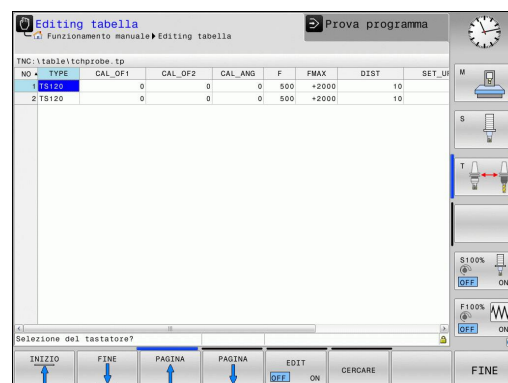 Editing tabella
Funzionamento manuale Editing tabella
Prova programma
TNC:\table\tchprobe.tp
NO TYPE CAL_OF1 CAL_OF2 CAL_ANG F FMAX DIST
1 TS120 0 0 0 500 +2000 10
2 TS120 0 0 0 500 +2000 10
Selezione del tastatore?
M
S
T
S100%
OFF ON
F100%
OFF ON
INIZIO
FINE
PAGINA
PAGINA
EDIT
OFF ON
CERCARE
FINE